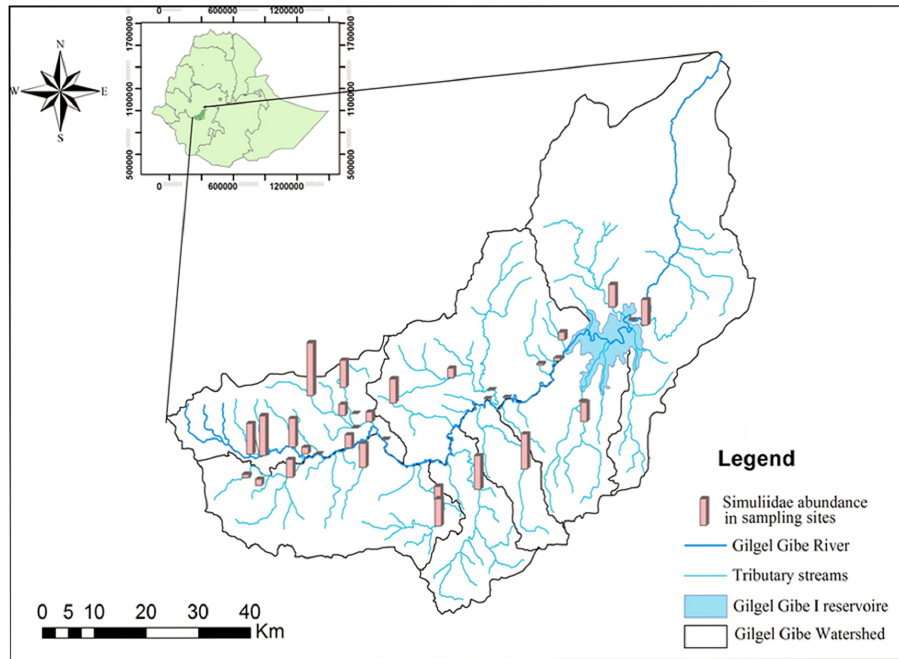 0 600000 1200000
1700000 1700000
1100000 1100000
500000 500000
0 600000 1200000
N
W E
S
Legend
Simuliidae abundance
in sampling sites
Gilgel Gibe River
Tributary streams
Gilgel Gibe I reservoire
Gilgel Gibe Watershed
0 5 10 20 30 40
Km